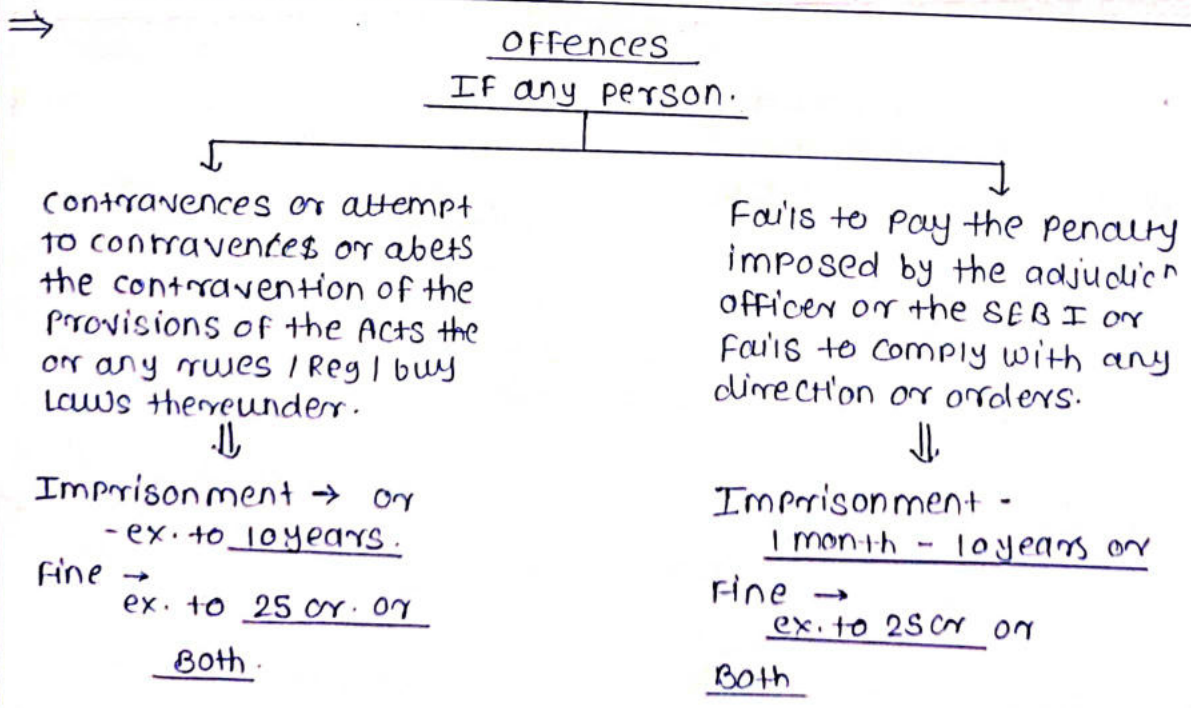 ⇒
OFFences
IF any person.
contravences or attempt
to contravences or abets
the contravention of the
provisions of the Acts the
or any rules / Reg / buy
Laws thereunder.
Imprisonment → or
- ex. to 10 years.
Fine →
ex. to 25 cr. or
Both.
Fails to pay the penalty
imposed by the adjudicn
officer or the SEBI or
Fails to comply with any
direction or orders.
Imprisonment -
1 month - 10 years or
Fine →
ex. to 25 cr or
Both